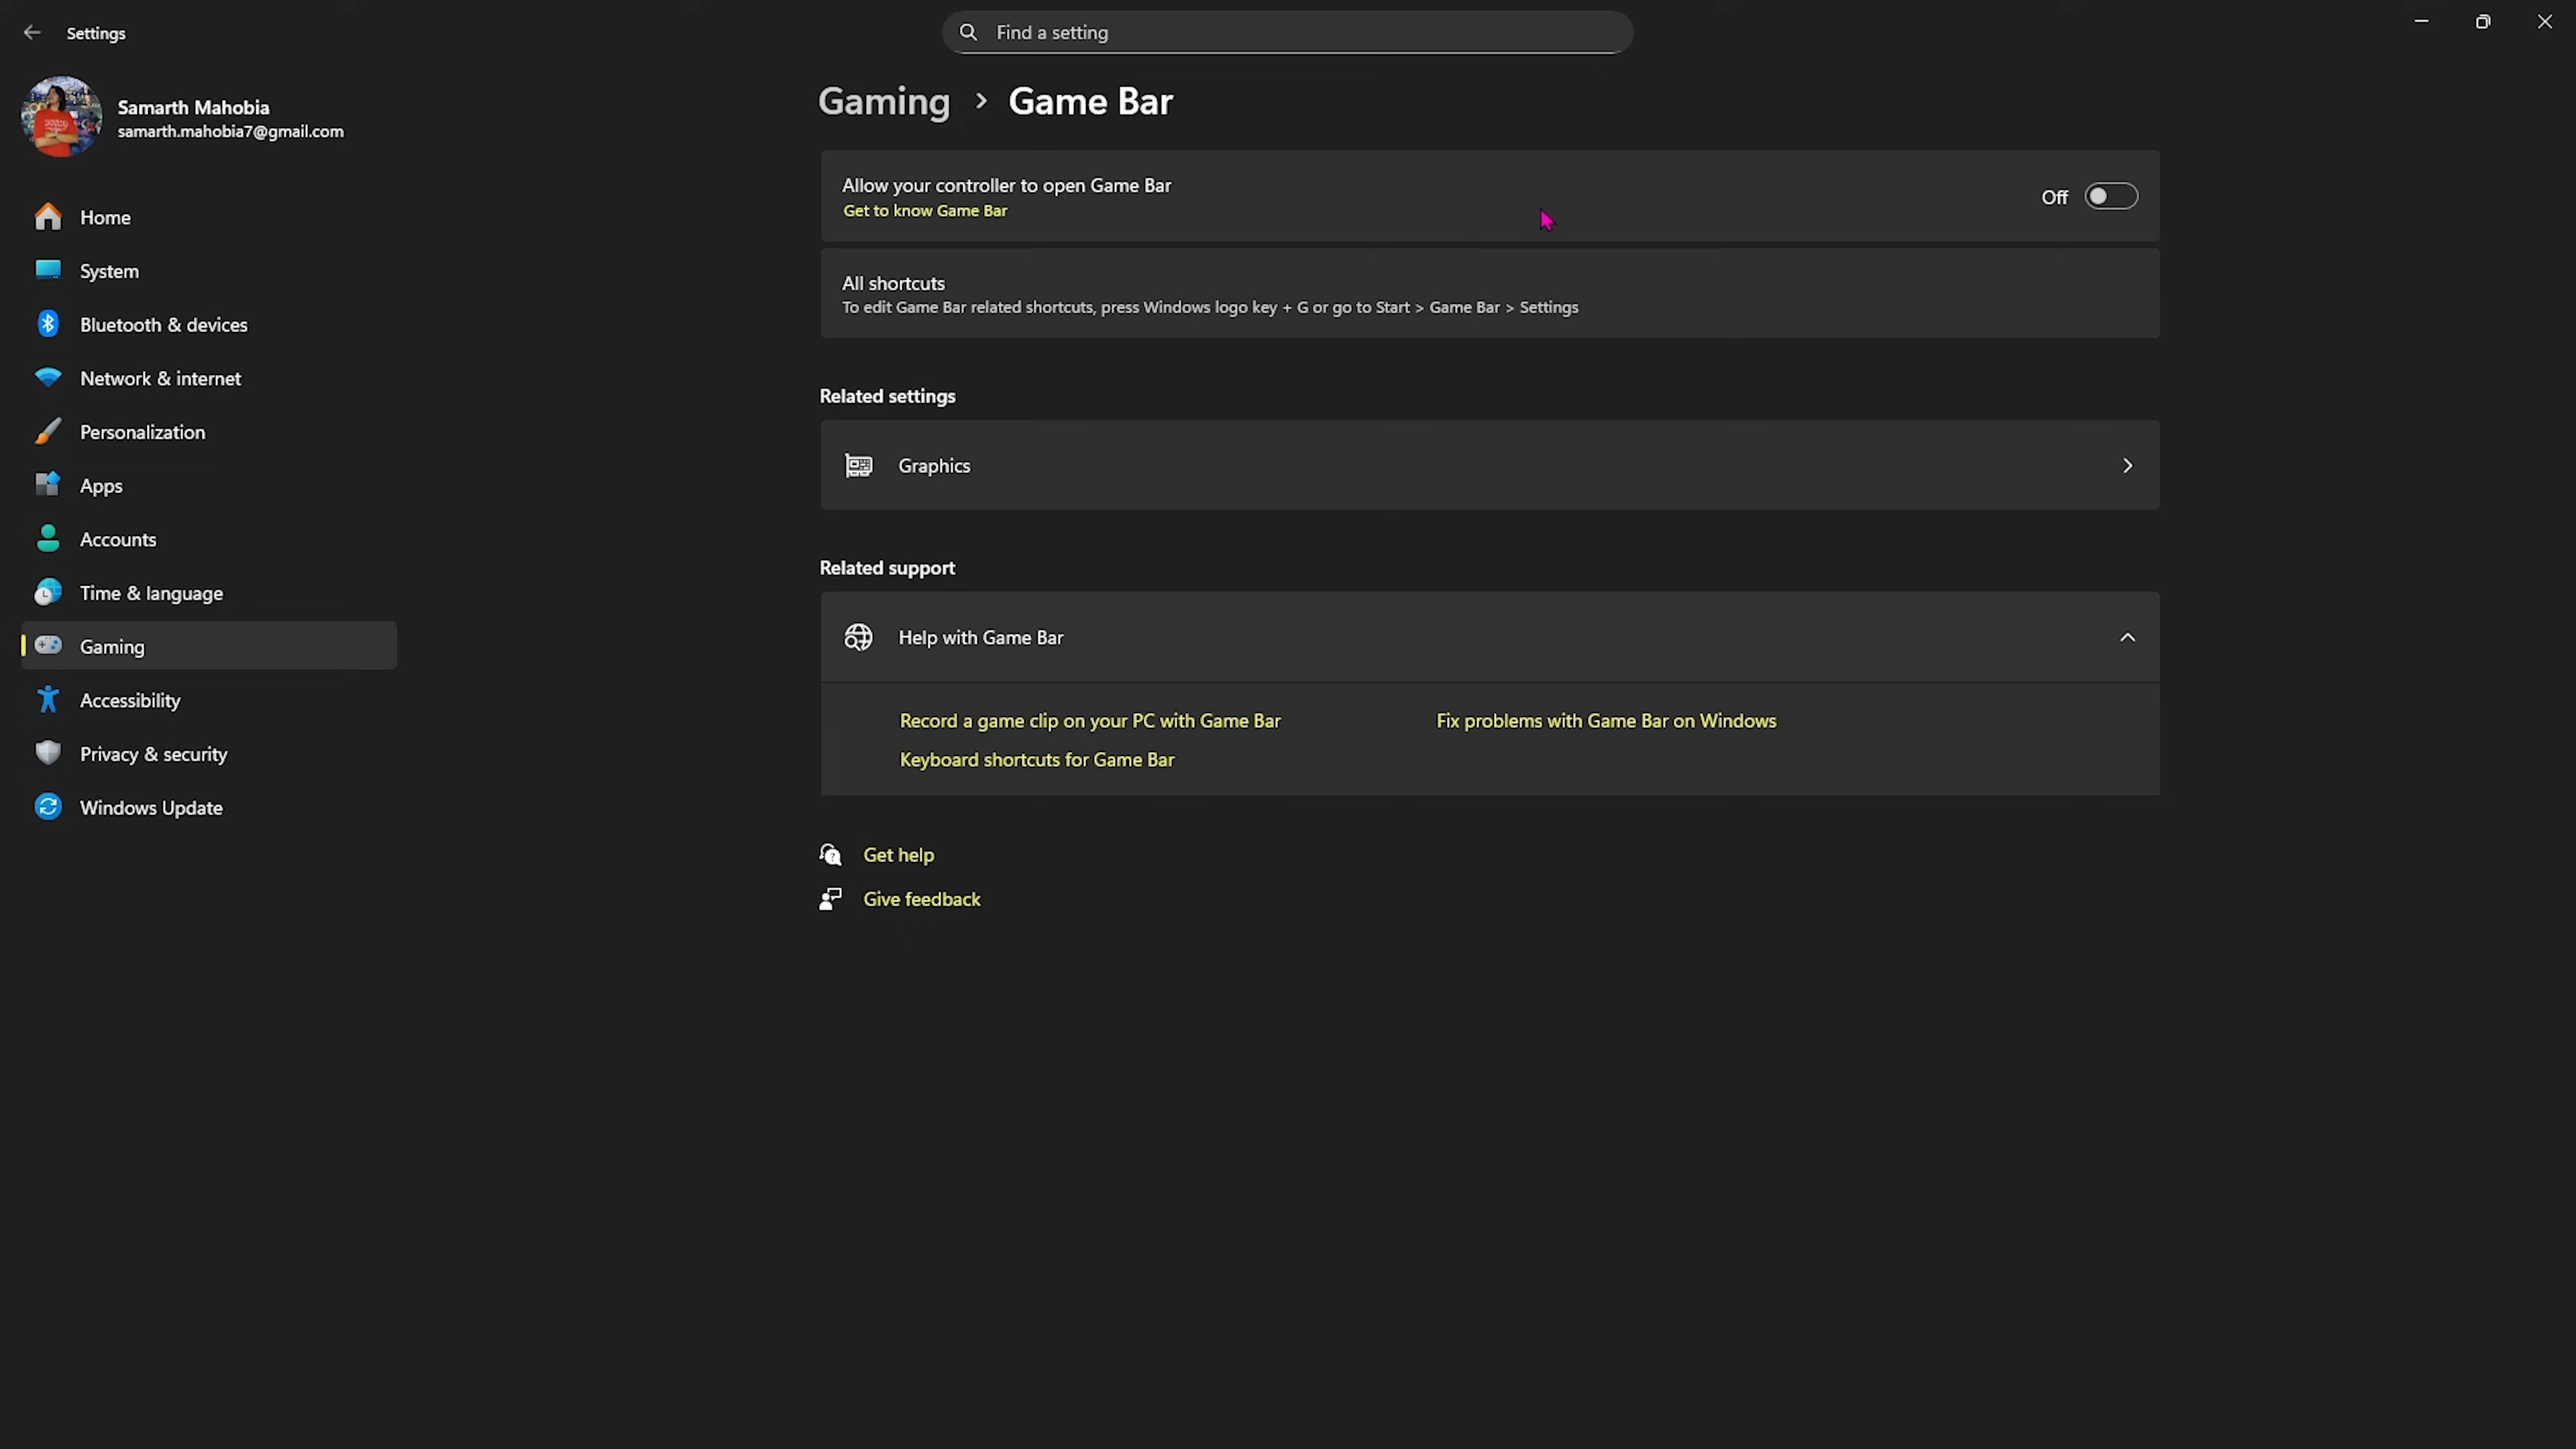 Settings
Find a setting
Samarth Mahobia
samarth.mahobia7@gmail.com
Home
System
Bluetooth & devices
Network & internet
Personalization
Apps
Accounts
Time & language
Gaming
Accessibility
Privacy & security
Windows Update
Gaming > Game Bar
Allow your controller to open Game Bar
Get to know Game Bar
Off
All shortcuts
To edit Game Bar related shortcuts, press Windows logo key + G or go to Start > Game Bar > Settings
Related settings
Graphics
Related support
Help with Game Bar
Record a game clip on your PC with Game Bar
Fix problems with Game Bar on Windows
Keyboard shortcuts for Game Bar
Get help
Give feedback